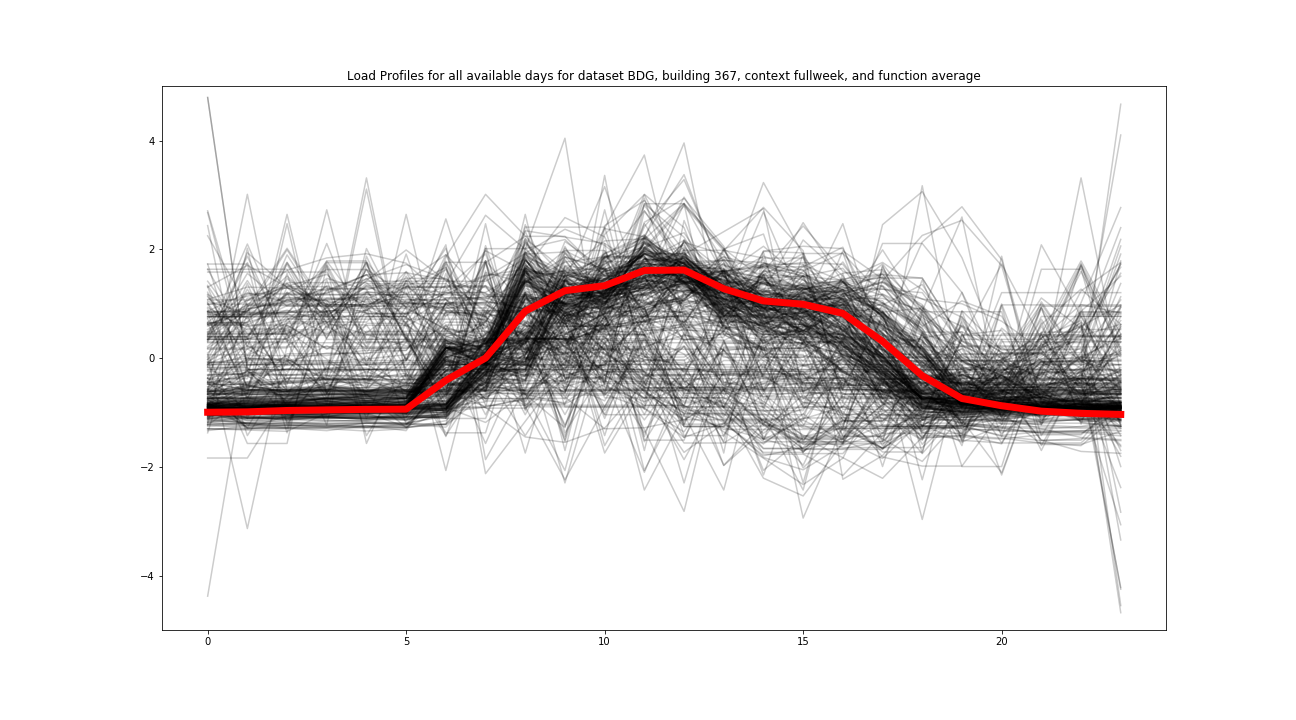 Load Profiles for all available days for dataset BDG, building 367, context fullweek, and function average
4
2
0
−2
−4
0 5 10 15 20